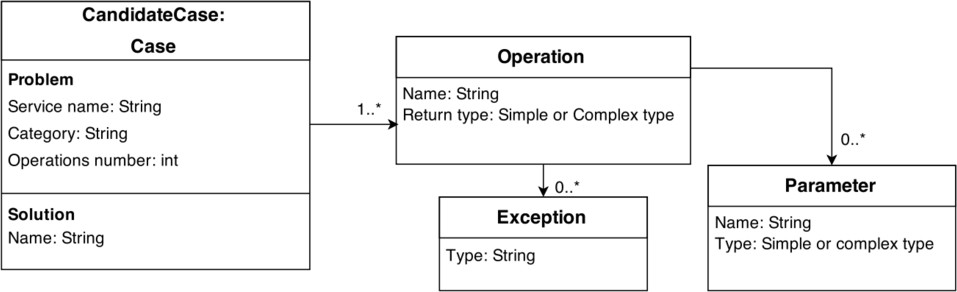 CandidateCase:
Case
Problem
Service name: String
Category: String
Operations number: int
Solution
Name: String
1..*
Operation
Name: String
Return type: Simple or Complex type
0..*
Exception
Type: String
0..*
Parameter
Name: String
Type: Simple or complex type